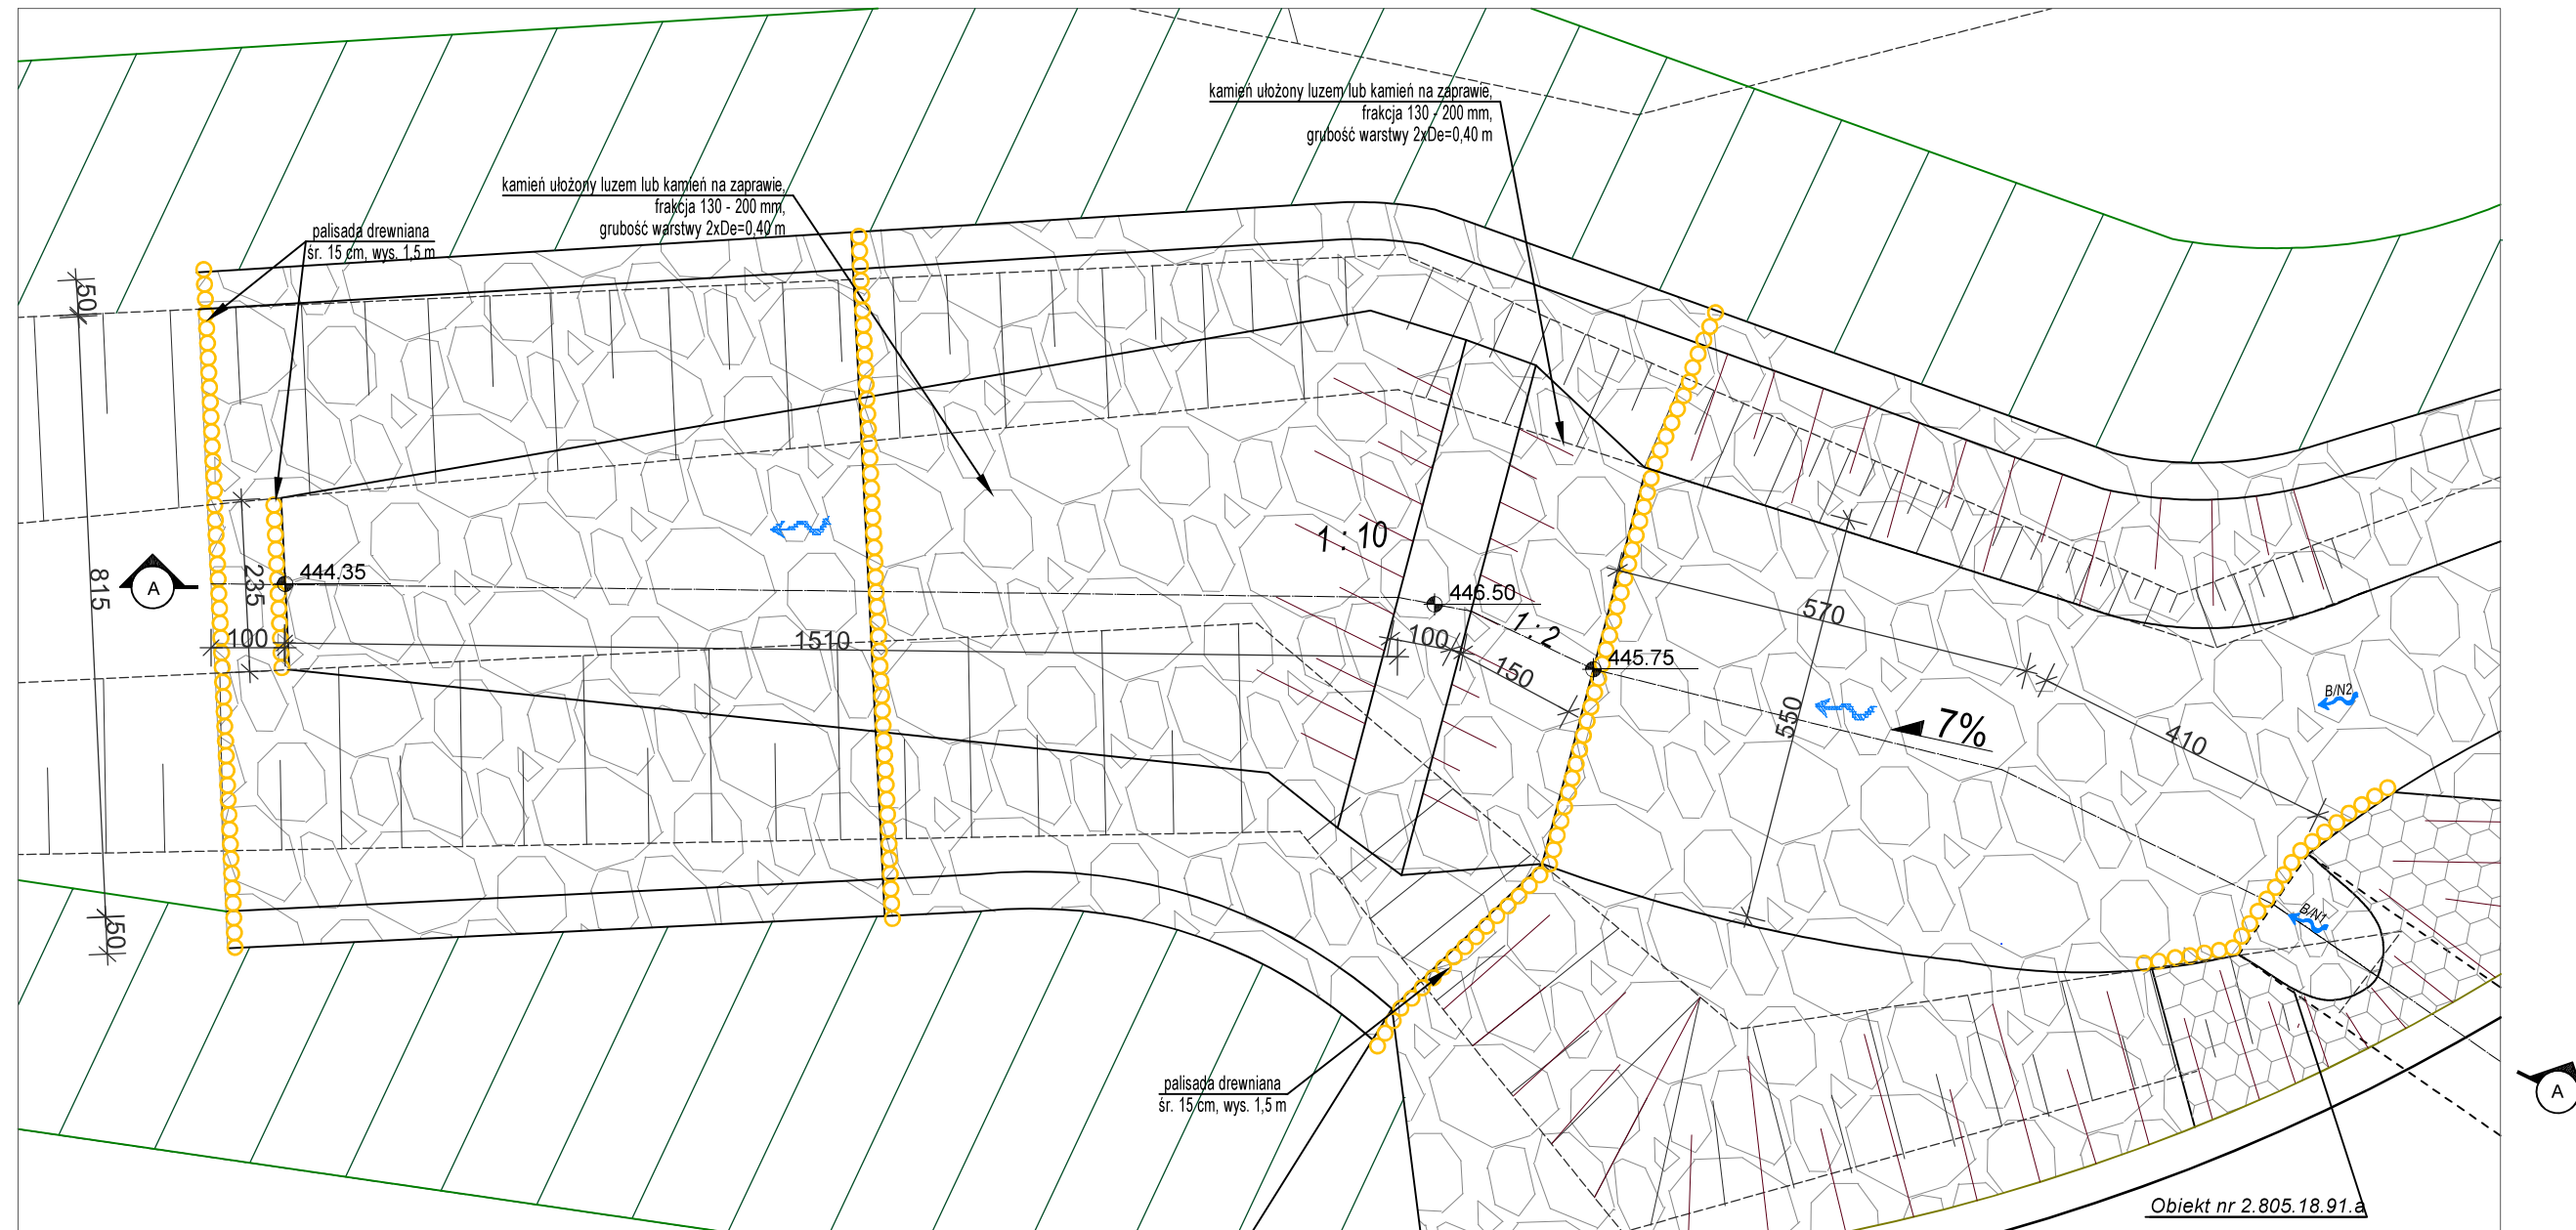 kamień ułożony luzem lub kamień na zaprawie,
frakcja 130 - 200 mm,
grubość warstwy 2xDe=0,40 m
kamień ułożony luzem lub kamień na zaprawie,
frakcja 130 - 200 mm,
grubość warstwy 2xDe=0,40 m
palisada drewniana
śr. 15 cm, wys. 1,5 m
50
815
50
A
235
444.35
100
1510
1 : 10
446.50
1 : 2
100
150
445.75
570
550
7%
410
B/N2
B/N1
palisada drewniana
śr. 15 cm, wys. 1,5 m
A
Obiekt nr 2.805.18.91.a